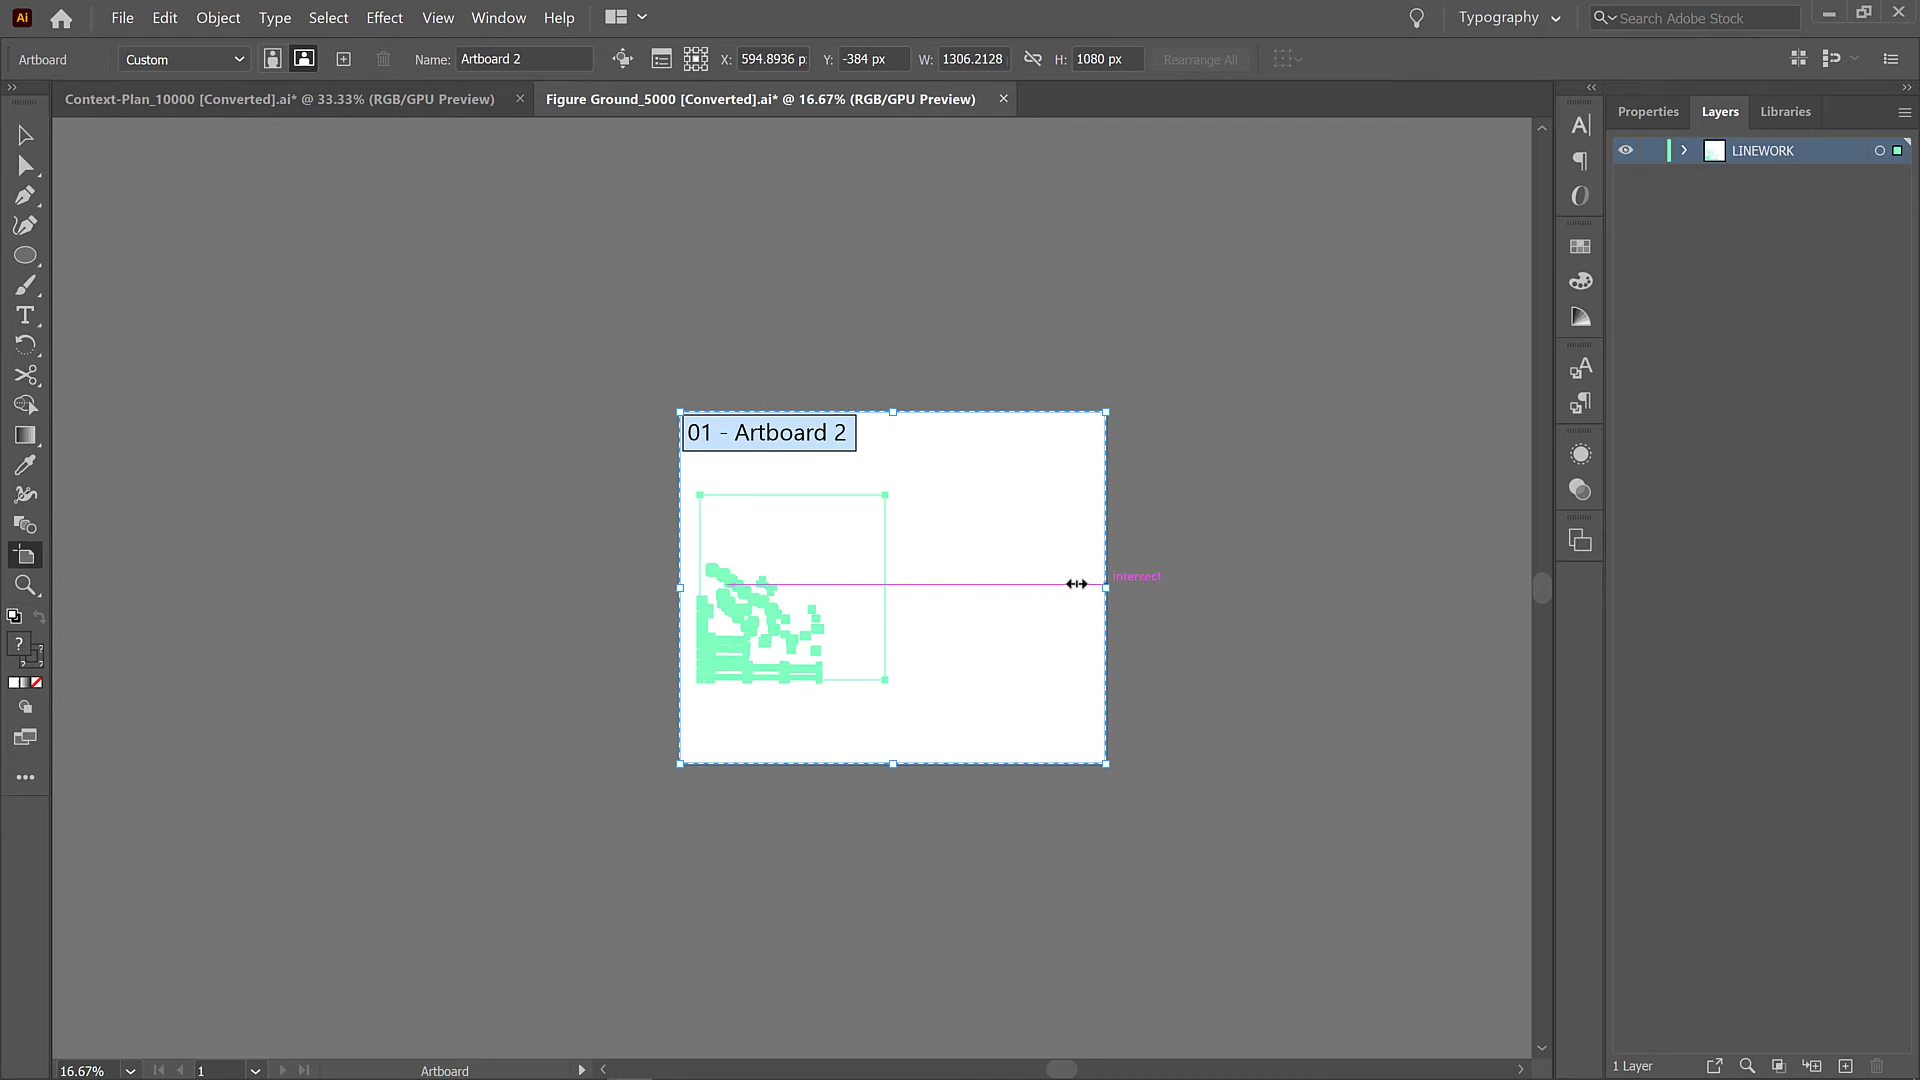 Ai
File Edit Object Type Select Effect View Window Help
Typography
Search Adobe Stock
Artboard
Custom
Name: Artboard 2
X: 594.8936 p
Y: -384 px
W: 1306.2128
H: 1080 px
Rearrange All
Context-Plan_10000 [Converted].ai* @ 33.33% (RGB/GPU Preview)
Figure Ground_5000 [Converted].ai* @ 16.67% (RGB/GPU Preview)
Properties Layers Libraries
LINEWORK
01 - Artboard 2
intersect
1 Layer
16.67%
1
Artboard